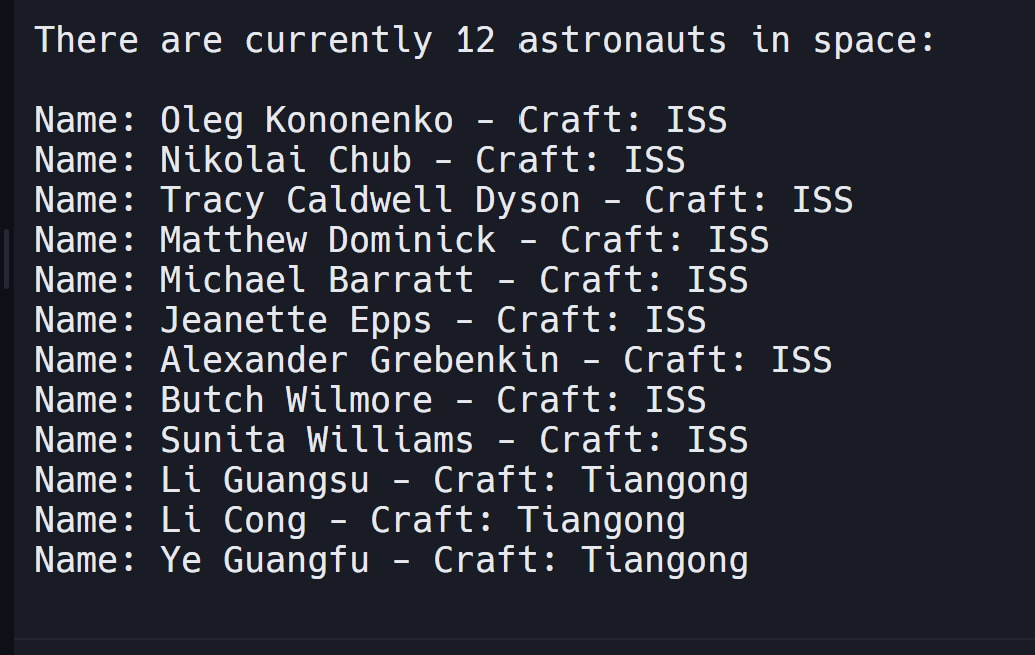 There are currently 12 astronauts in space:
Name: Oleg Kononenko - Craft: ISS
Name: Nikolai Chub - Craft: ISS
Name: Tracy Caldwell Dyson - Craft: ISS
Name: Matthew Dominick - Craft: ISS
Name: Michael Barratt - Craft: ISS
Name: Jeanette Epps - Craft: ISS
Name: Alexander Grebenkin - Craft: ISS
Name: Butch Wilmore - Craft: ISS
Name: Sunita Williams - Craft: ISS
Name: Li Guangsu - Craft: Tiangong
Name: Li Cong - Craft: Tiangong
Name: Ye Guangfu - Craft: Tiangong